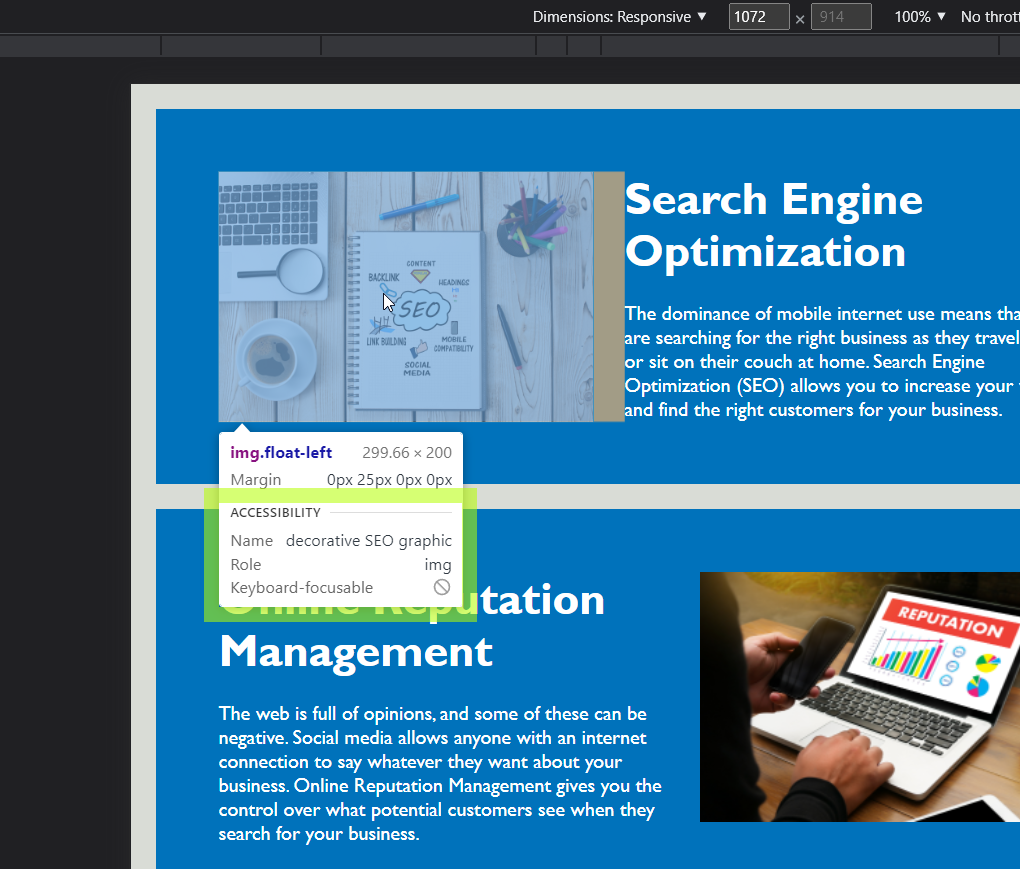 Dimensions: Responsive ▼ 1072 × 914 100% ▼ No thrott
Search Engine
Optimization
CONTENT
BACKLINK
HEADINGS
SEO
LINK BUILDING
MOBILE
COMPATIBILITY
SOCIAL
MEDIA
The dominance of mobile internet use means tha
are searching for the right business as they travel
or sit on their couch at home. Search Engine
Optimization (SEO) allows you to increase your
and find the right customers for your business.
img.float-left 299.66 × 200
Margin 0px 25px 0px 0px
ACCESSIBILITY
Name decorative SEO graphic
Role img
Keyboard-focusable
Online Reputation
Management
REPUTATION
The web is full of opinions, and some of these can be
negative. Social media allows anyone with an internet
connection to say whatever they want about your
business. Online Reputation Management gives you the
control over what potential customers see when they
search for your business.